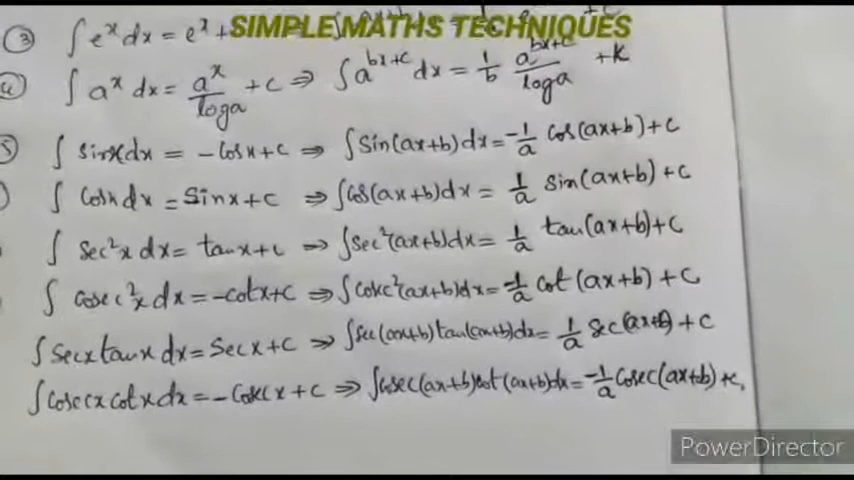 SIMPLE MATHS TECHNIQUES
③ ∫ eˣ dx = eˣ +
④ ∫ aˣ dx = aˣ/loga + c ⇒ ∫ a^(bx+c) dx = 1/b a^(bx+c)/loga + K
⑤ ∫ sinx dx = -cosx + c ⇒ ∫ sin(ax+b) dx = -1/a cos(ax+b) + c
∫ cosx dx = sinx + c ⇒ ∫ cos(ax+b) dx = 1/a sin(ax+b) + c
∫ sec²x dx = tanx + c ⇒ ∫ sec²(ax+b) dx = 1/a tan(ax+b) + c
∫ cosec²x dx = -cotx + c ⇒ ∫ cosec²(ax+b) dx = -1/a cot(ax+b) + c
∫ secx tanx dx = secx + c ⇒ ∫ sec(ax+b) tan(ax+b) dx = 1/a sec(ax+b) + c
∫ cosecx cotx dx = -cosecx + c ⇒ ∫ cosec(ax+b) cot(ax+b) dx = -1/a cosec(ax+b) + c,
PowerDirector